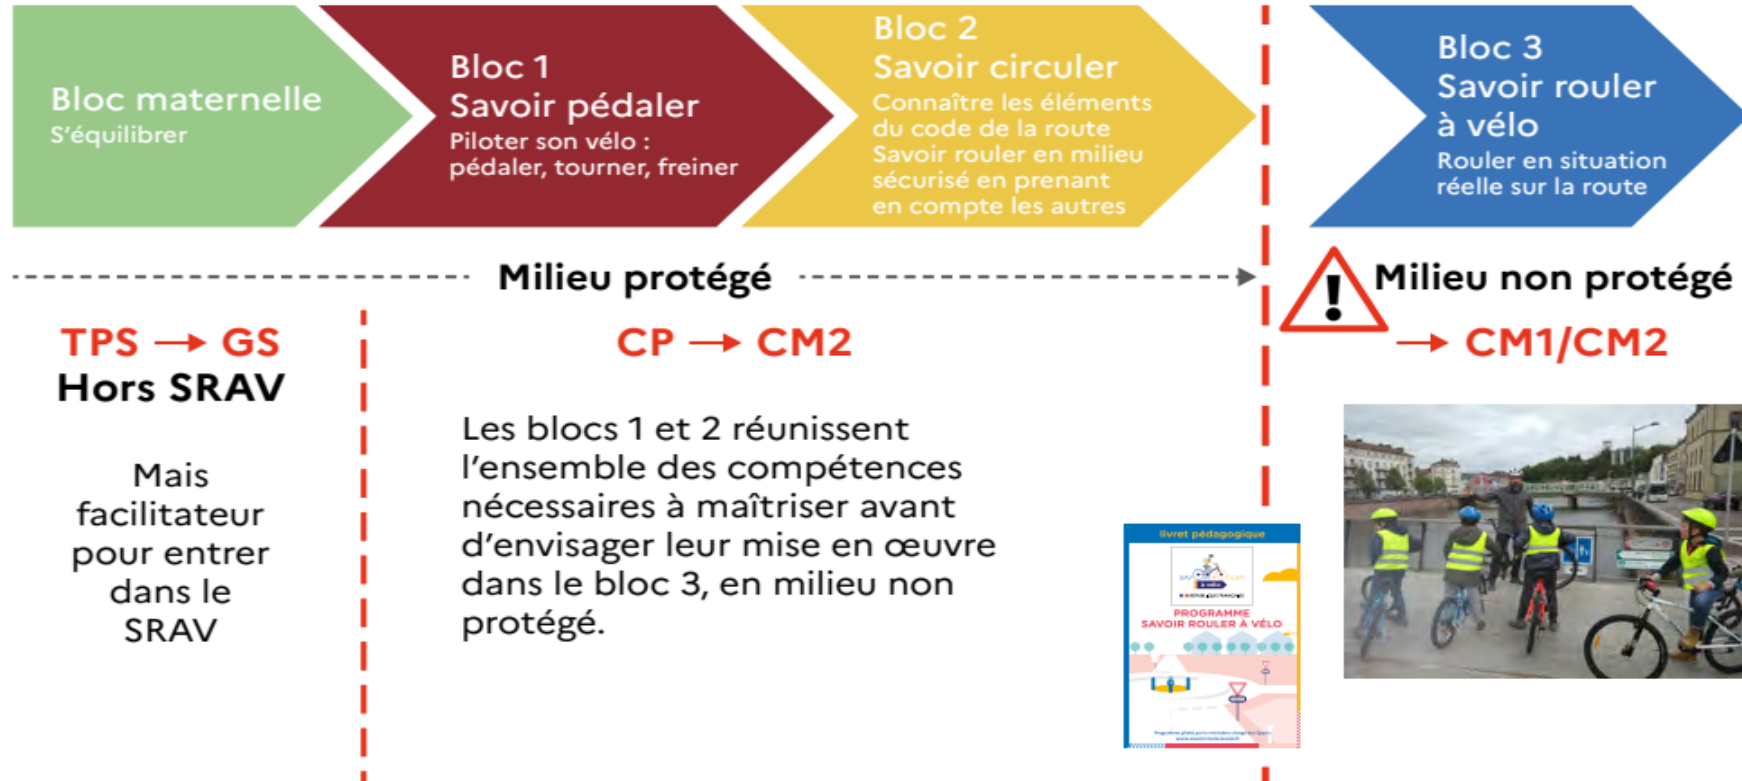 Bloc maternelle
S'équilibrer
Bloc 1
Savoir pédaler
Piloter son vélo :
pédaler, tourner, freiner
Bloc 2
Savoir circuler
Connaître les éléments
du code de la route
Savoir rouler en milieu
sécurisé en prenant
en compte les autres
Bloc 3
Savoir rouler
à vélo
Rouler en situation
réelle sur la route
Milieu protégé
! Milieu non protégé
TPS → GS
Hors SRAV
Mais
facilitateur
pour entrer
dans le
SRAV
CP → CM2
Les blocs 1 et 2 réunissent
l'ensemble des compétences
nécessaires à maîtriser avant
d'envisager leur mise en œuvre
dans le bloc 3, en milieu non
protégé.
→ CM1/CM2
livret pédagogique
PROGRAMME
SAVOIR ROULER À VÉLO